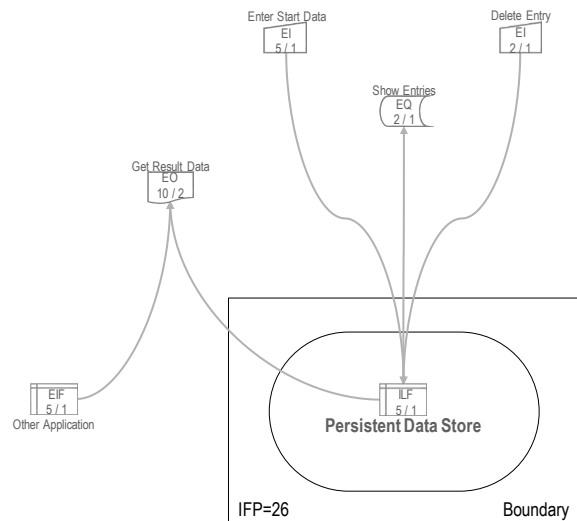 Enter Start Data
EI
5 / 1
Delete Entry
EI
2 / 1
Show Entries
EQ
2 / 1
Get Result Data
EO
10 / 2
EIF
5 / 1
Other Application
ILF
5 / 1
Persistent Data Store
IFP=26
Boundary